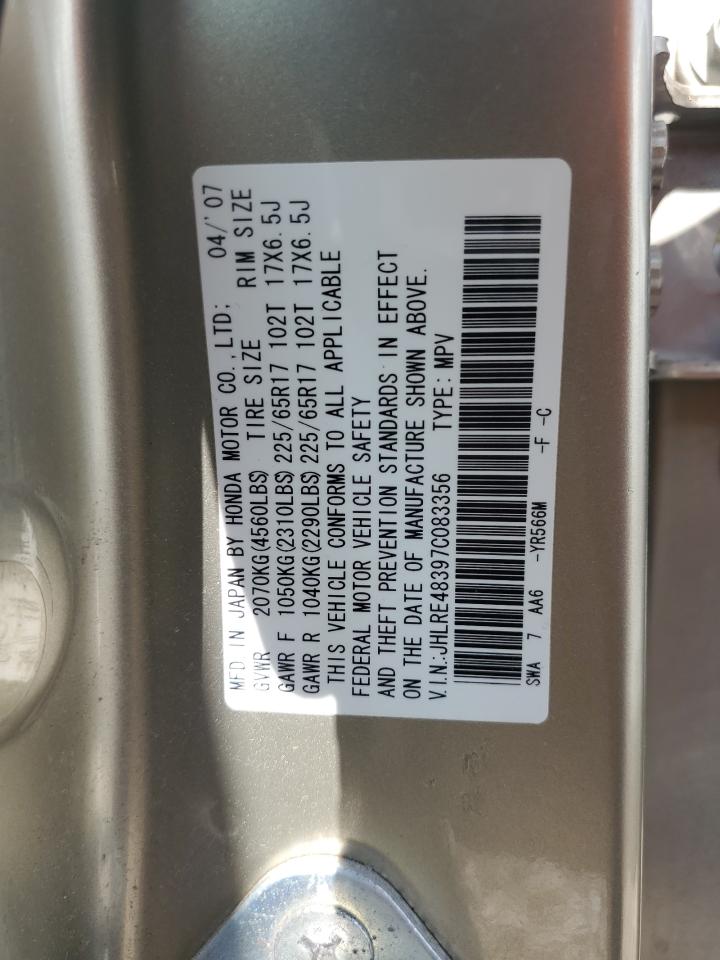 MFD. IN JAPAN BY HONDA MOTOR CO., LTD; 04/'07
GVWR 2070KG(4560LBS) TIRE SIZE RIM SIZE
GAWR F 1050KG(2310LBS) 225/65R17 102T 17X6. 5J
GAWR R 1040KG(2290LBS) 225/65R17 102T 17X6. 5J
THIS VEHICLE CONFORMS TO ALL APPLICABLE
FEDERAL MOTOR VEHICLE SAFETY
AND THEFT PREVENTION STANDARDS IN EFFECT
ON THE DATE OF MANUFACTURE SHOWN ABOVE.
V.I.N.:JHLRE48397C083356 TYPE: MPV
SWA 7 AA6 -YR566M -F -C